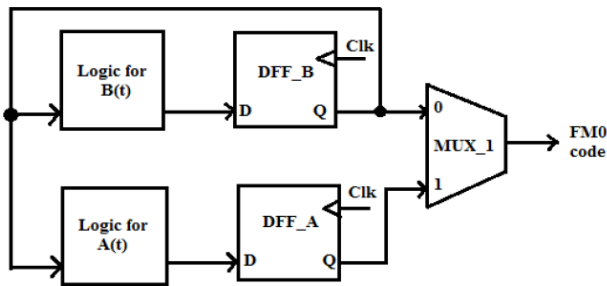 Logic for
B(t)
DFF_B
Clk
D
Q
0
MUX_1
1
FM0
code
Logic for
A(t)
DFF_A
Clk
D
Q